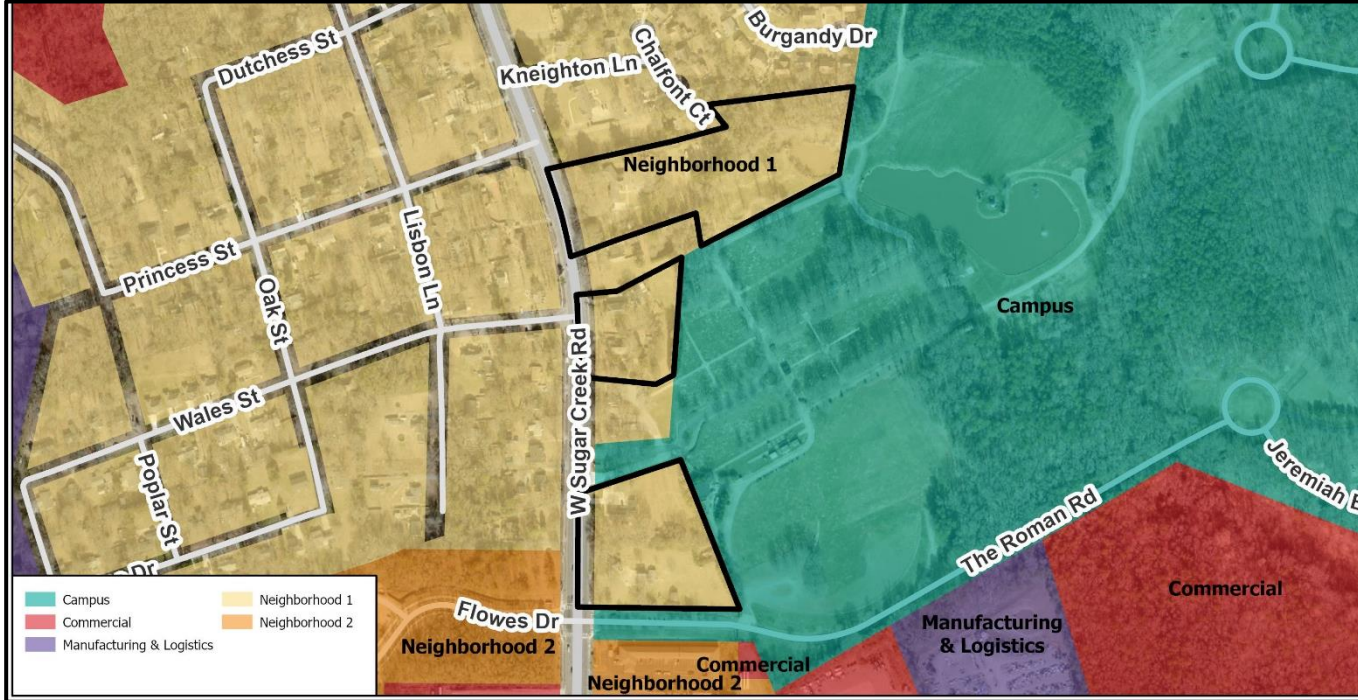 Burgandy Dr
Dutchess St
Chalfont Ct
Kneighton Ln
Neighborhood 1
Princess St
Lisbon Ln
Oak St
Campus
W Sugar Creek Rd
Wales St
Poplar St
Jeremiah
The Roman Rd
Dr
Commercial
Flowes Dr
Manufacturing
& Logistics
Neighborhood 2
Commercial
Neighborhood 2
Campus
Commercial
Manufacturing & Logistics
Neighborhood 1
Neighborhood 2